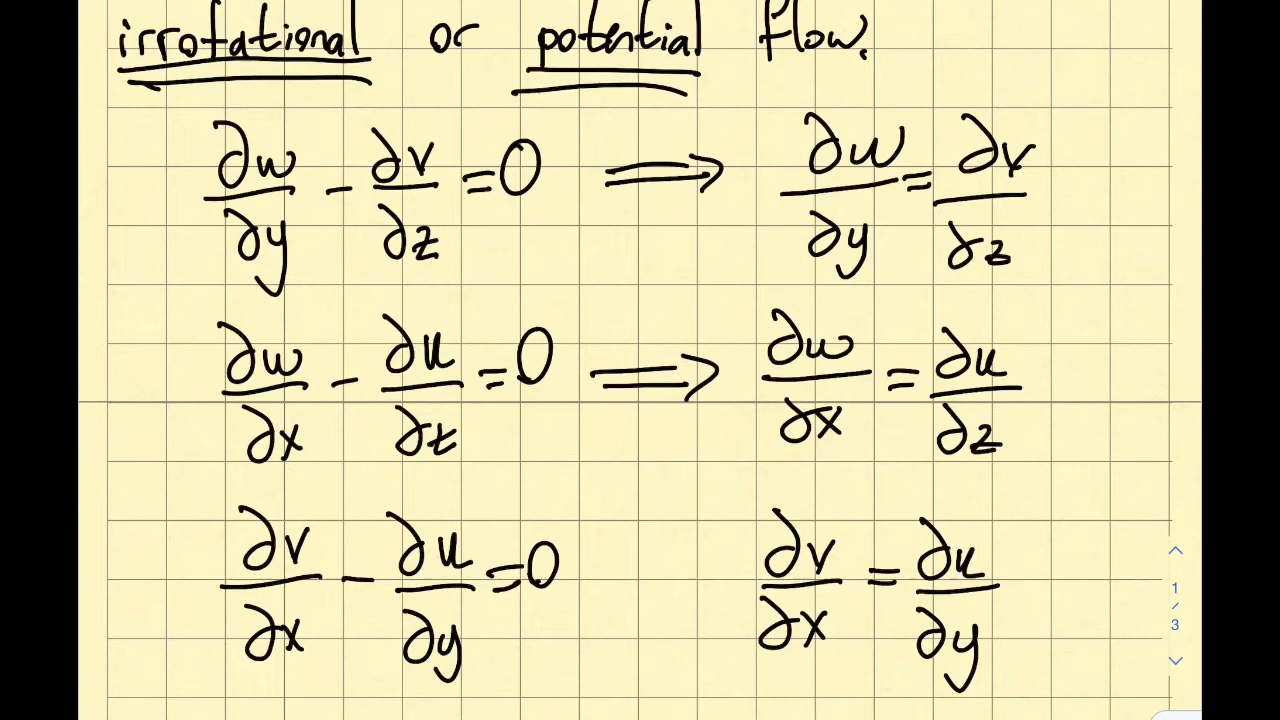 irrotational or potential flow.
∂w/∂y - ∂v/∂z = 0 ⟹ ∂w/∂y = ∂v/∂z
∂w/∂x - ∂u/∂z = 0 ⟹ ∂w/∂x = ∂u/∂z
∂v/∂x - ∂u/∂y = 0 ∂v/∂x = ∂u/∂y
1
/
3